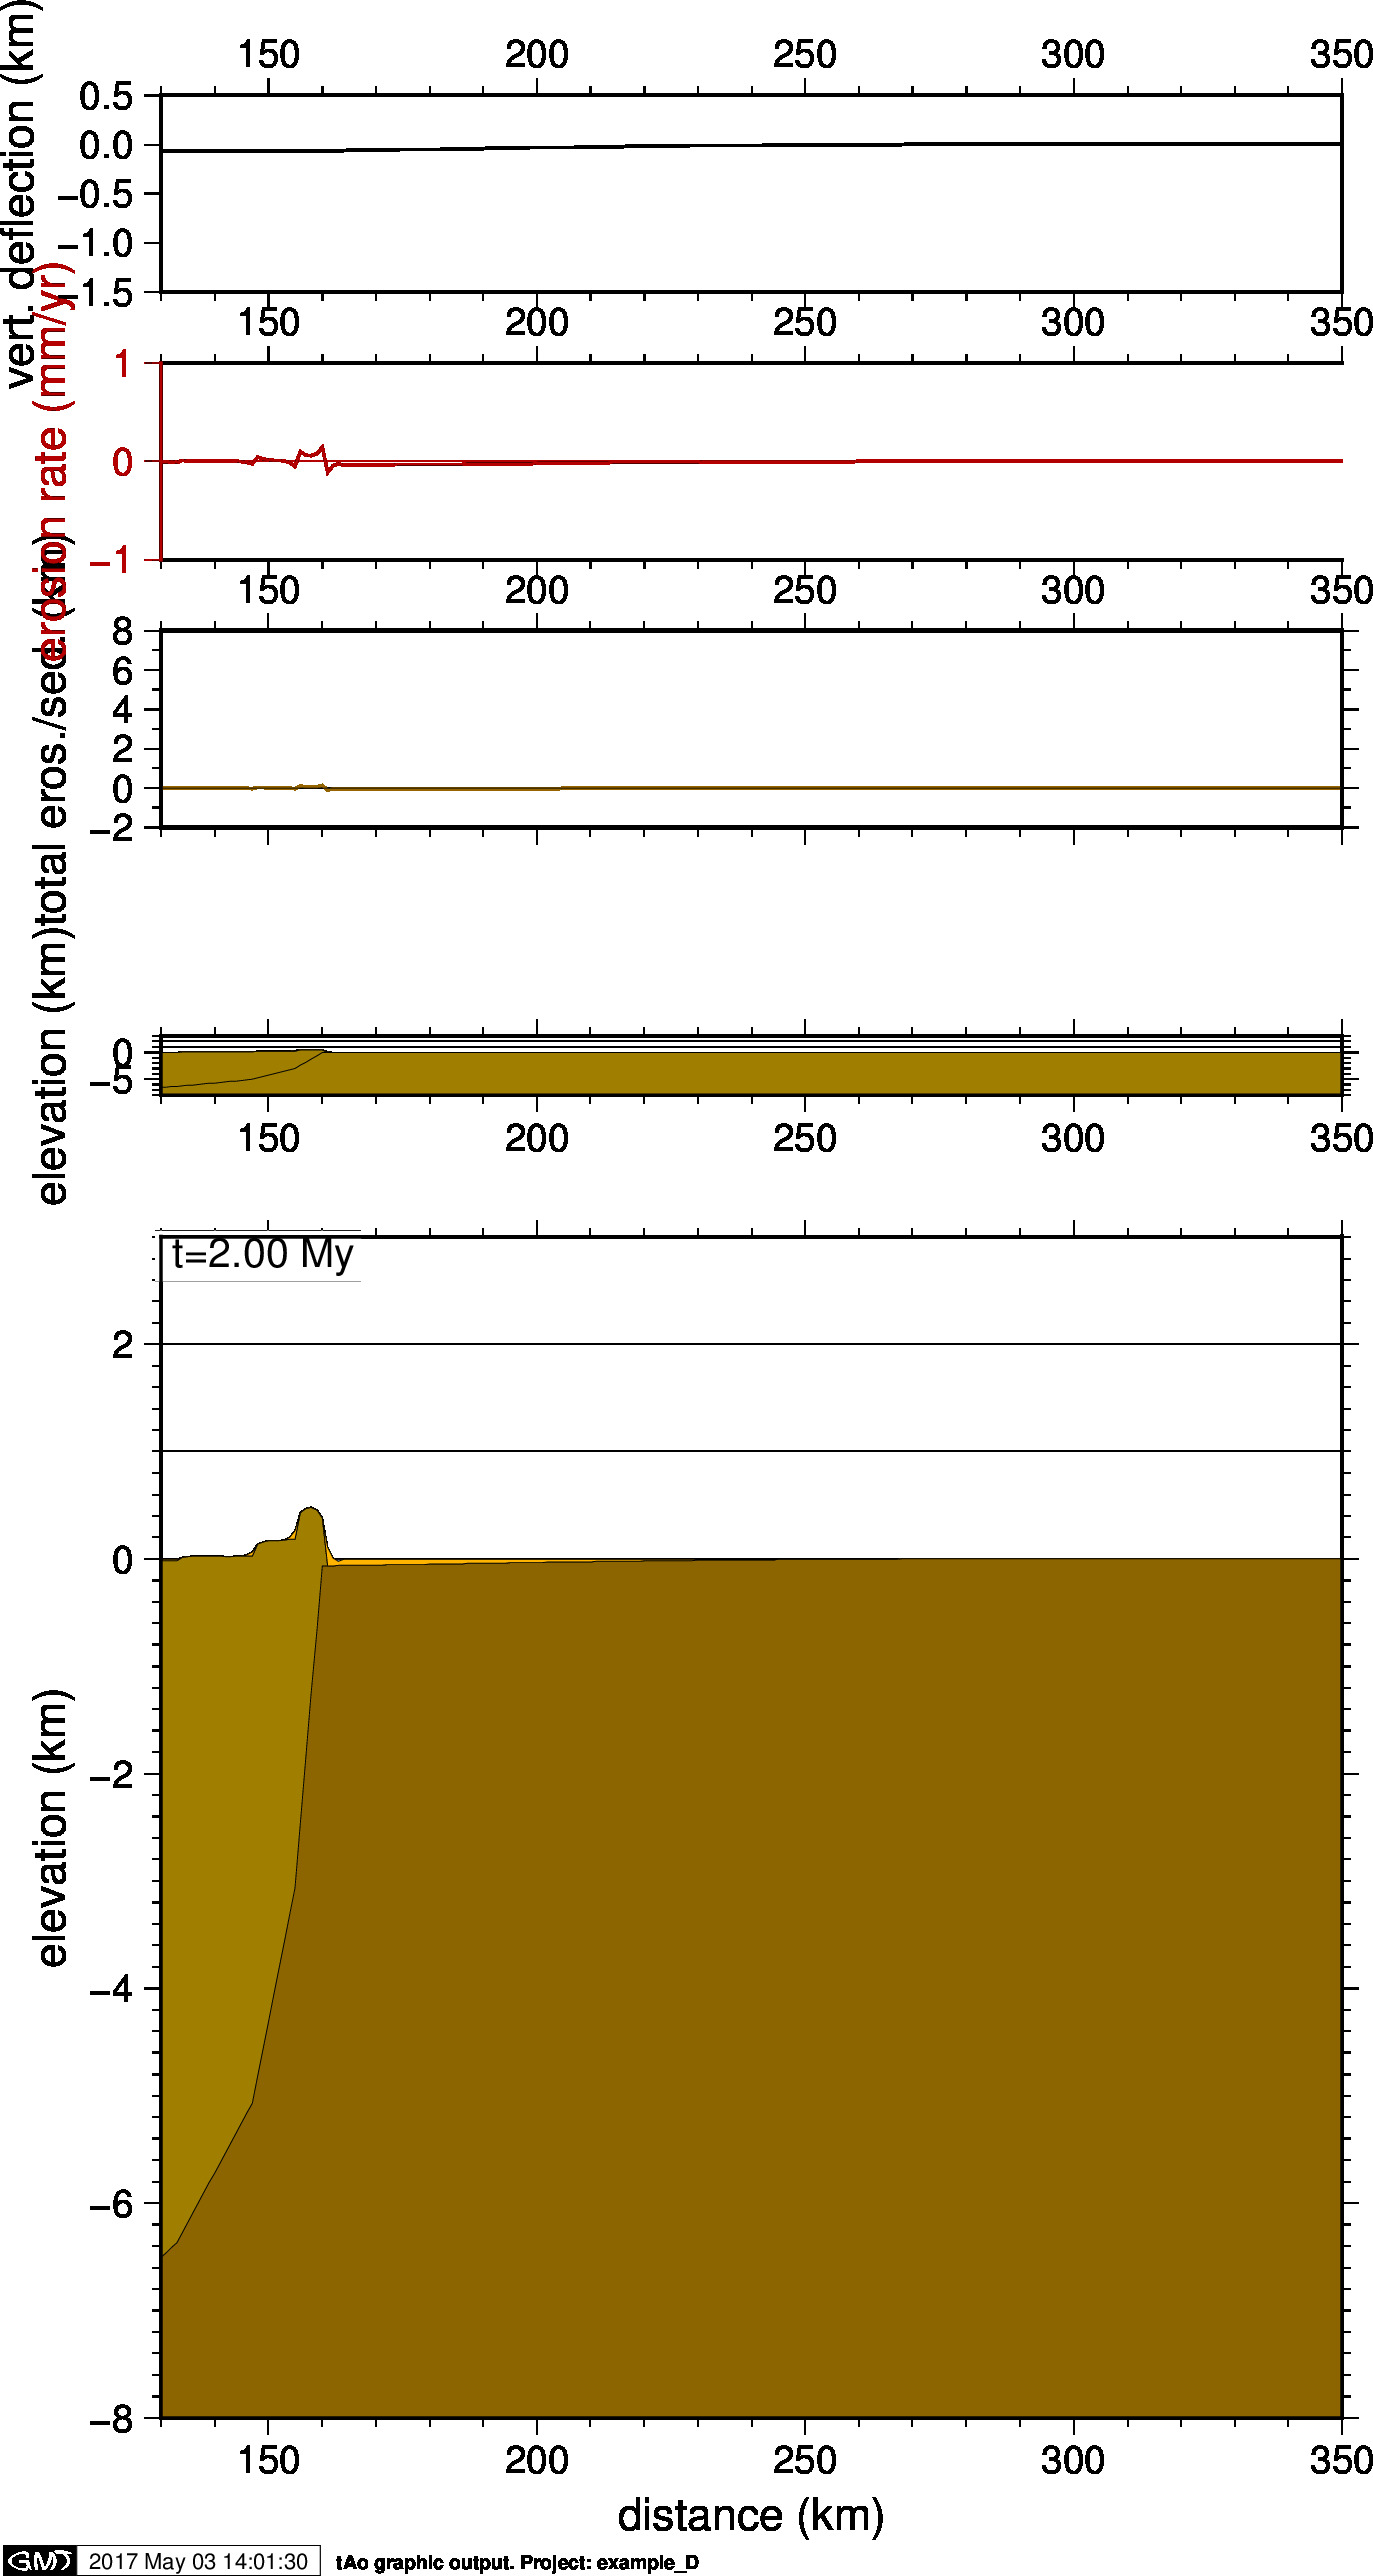 150 200 250 300 350
vert. deflection (km)
0.5
0.0
−0.5
−1.0
−1.5
150 200 250 300 350
erosion rate (mm/yr)
1
0
−1
150 200 250 300 350
total eros./sed. (km)
8
6
4
2
0
−2
elevation (km)
0
−5
150 200 250 300 350
t=2.00 My
elevation (km)
2
0
−2
−4
−6
−8
150 200 250 300 350
distance (km)
GMT 2017 May 03 14:01:30 tAo graphic output. Project: example_D